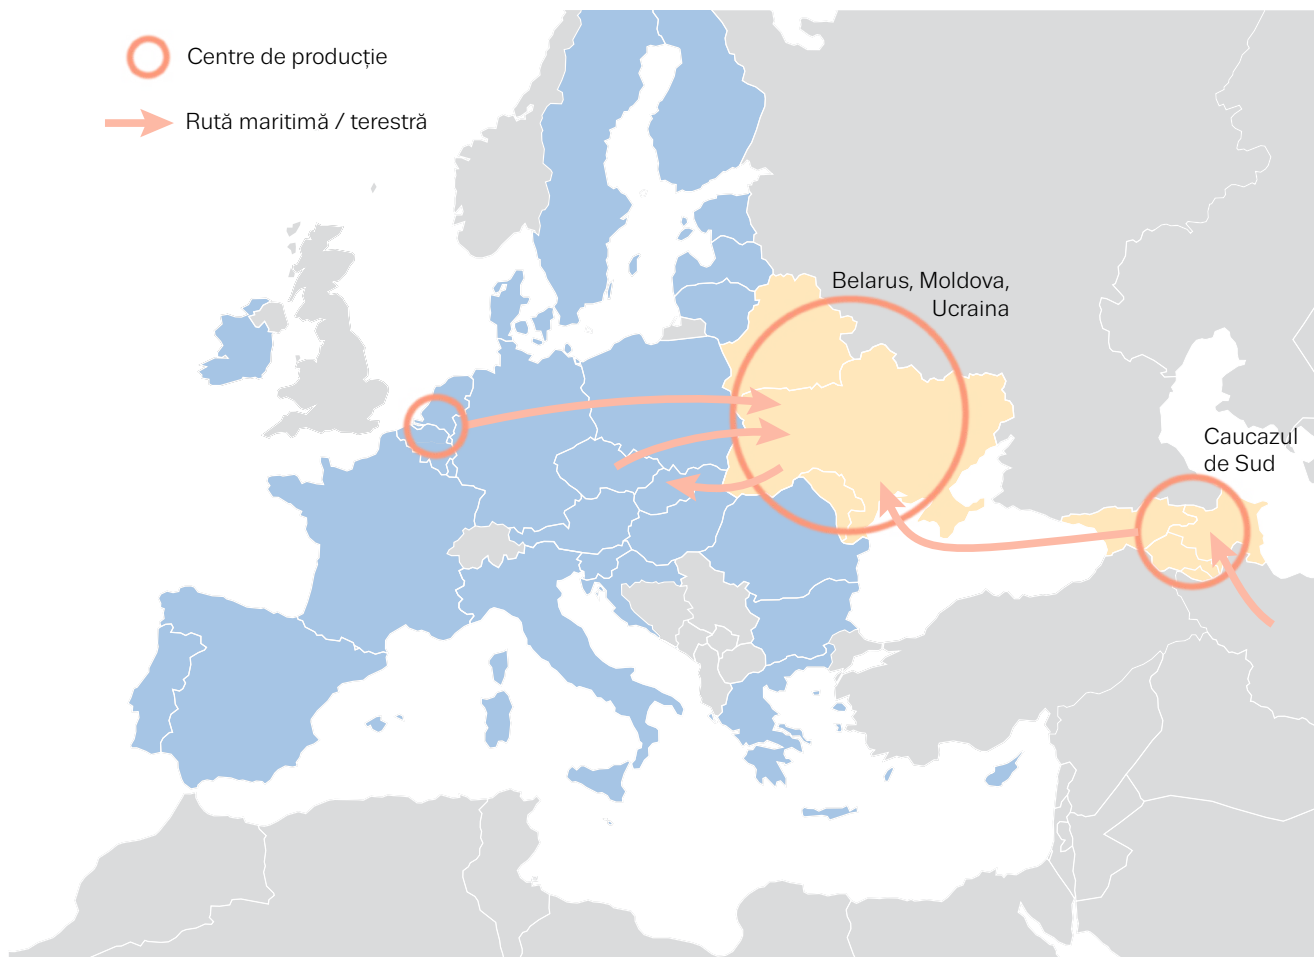 Centre de producție
Rută maritimă / terestră
Belarus, Moldova,
Ucraina
Caucazul
de Sud